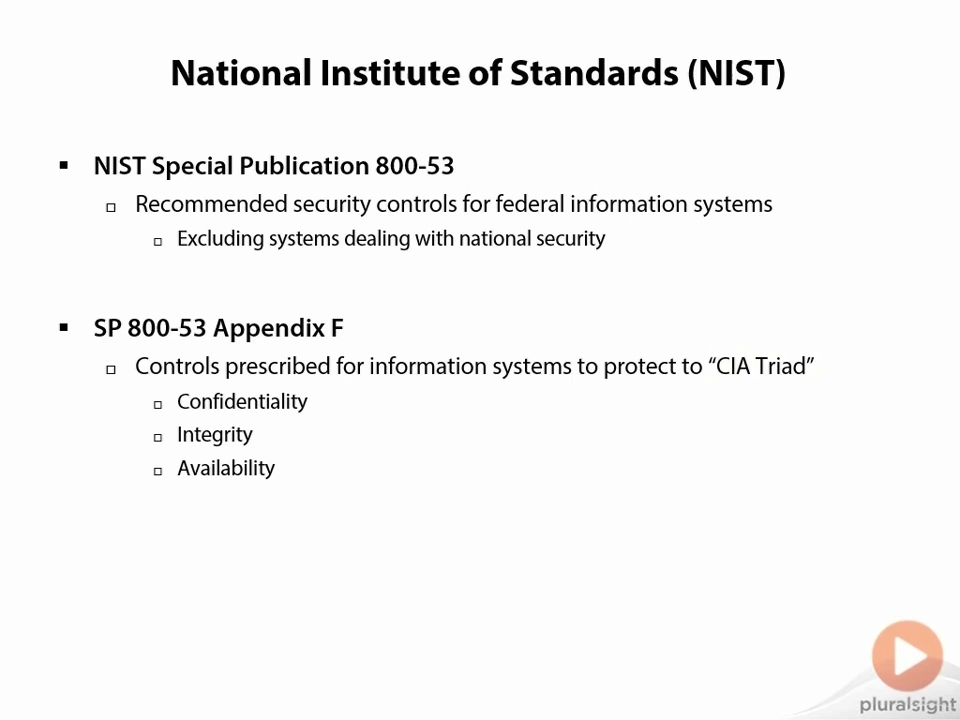 National Institute of Standards (NIST)
NIST Special Publication 800-53
Recommended security controls for federal information systems
Excluding systems dealing with national security
SP 800-53 Appendix F
Controls prescribed for information systems to protect to “CIA Triad”
Confidentiality
Integrity
Availability
pluralsight